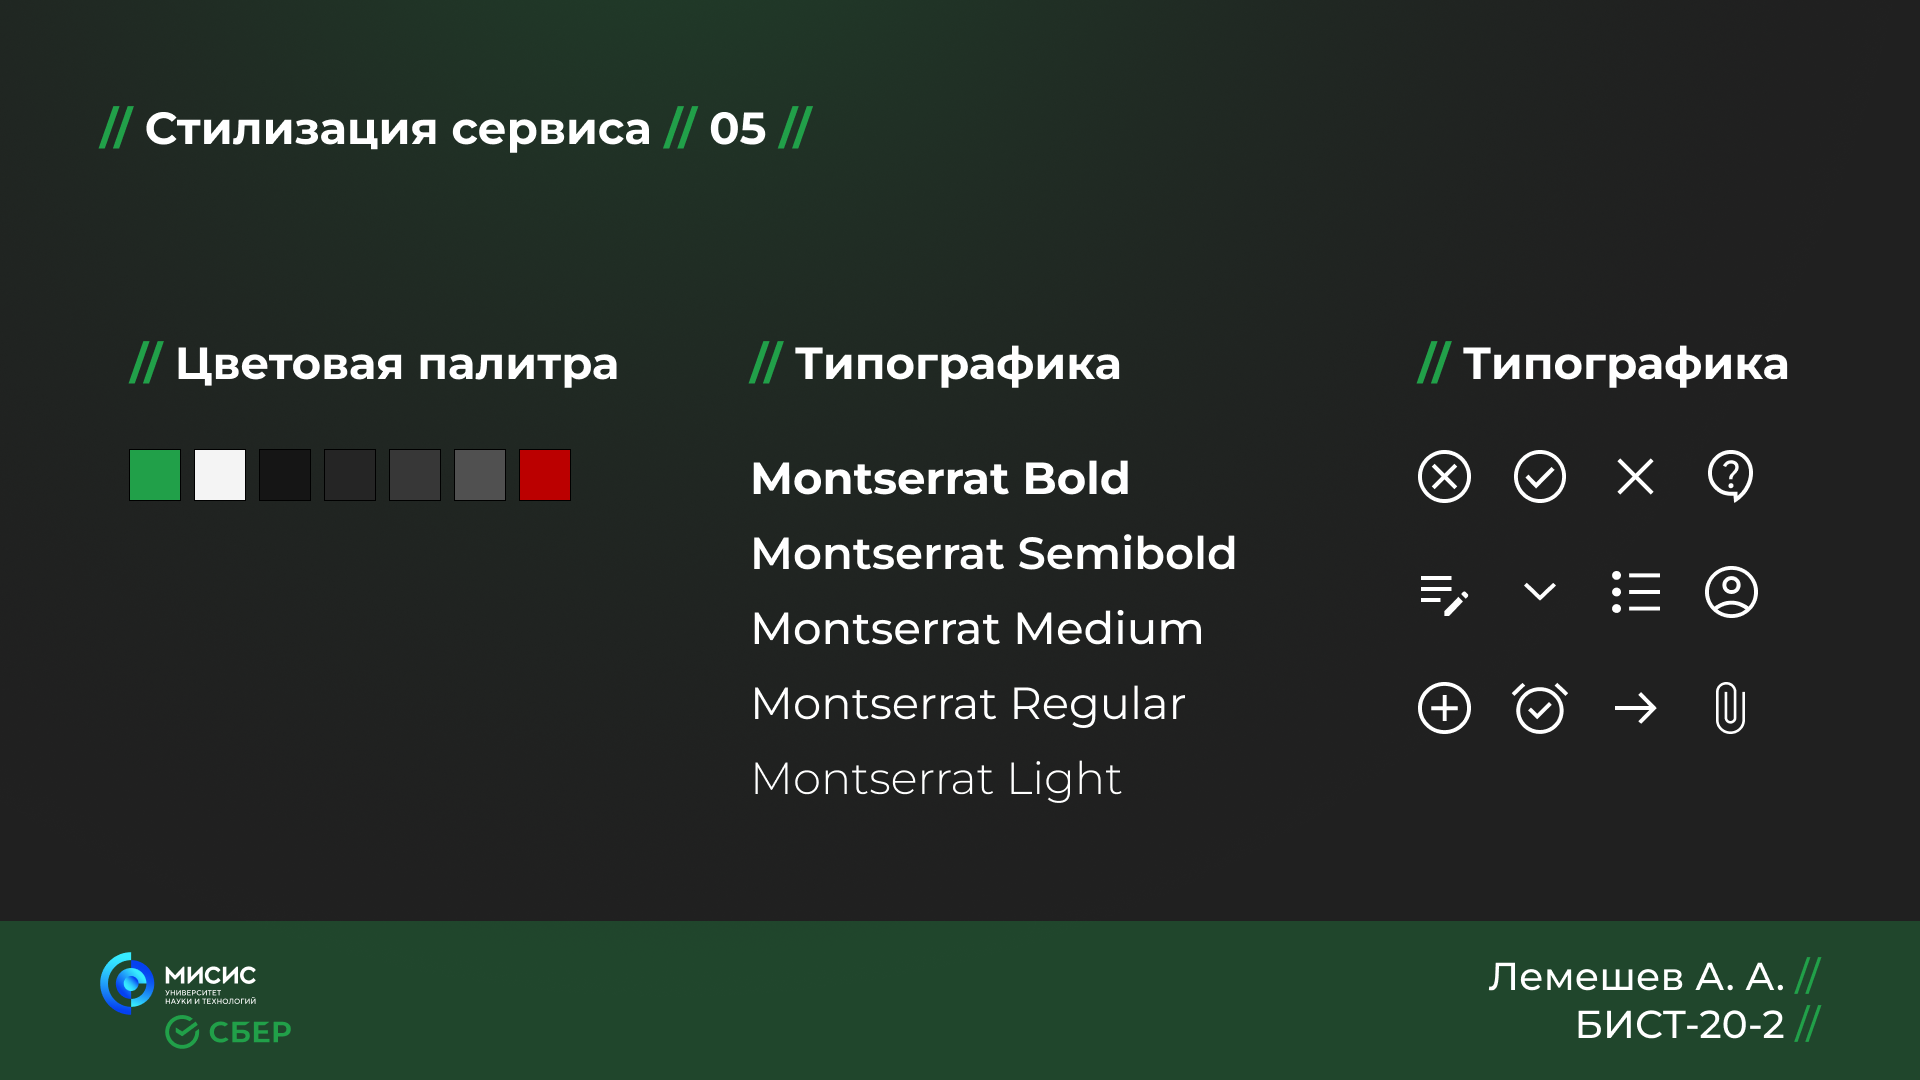 // Стилизация сервиса // 05 //
// Цветовая палитра
// Типографика
Montserrat Bold
Montserrat Semibold
Montserrat Medium
Montserrat Regular
Montserrat Light
// Типографика
МИСИС
УНИВЕРСИТЕТ
НАУКИ И ТЕХНОЛОГИЙ
СБЕР
Лемешев А. А. //
БИСТ-20-2 //